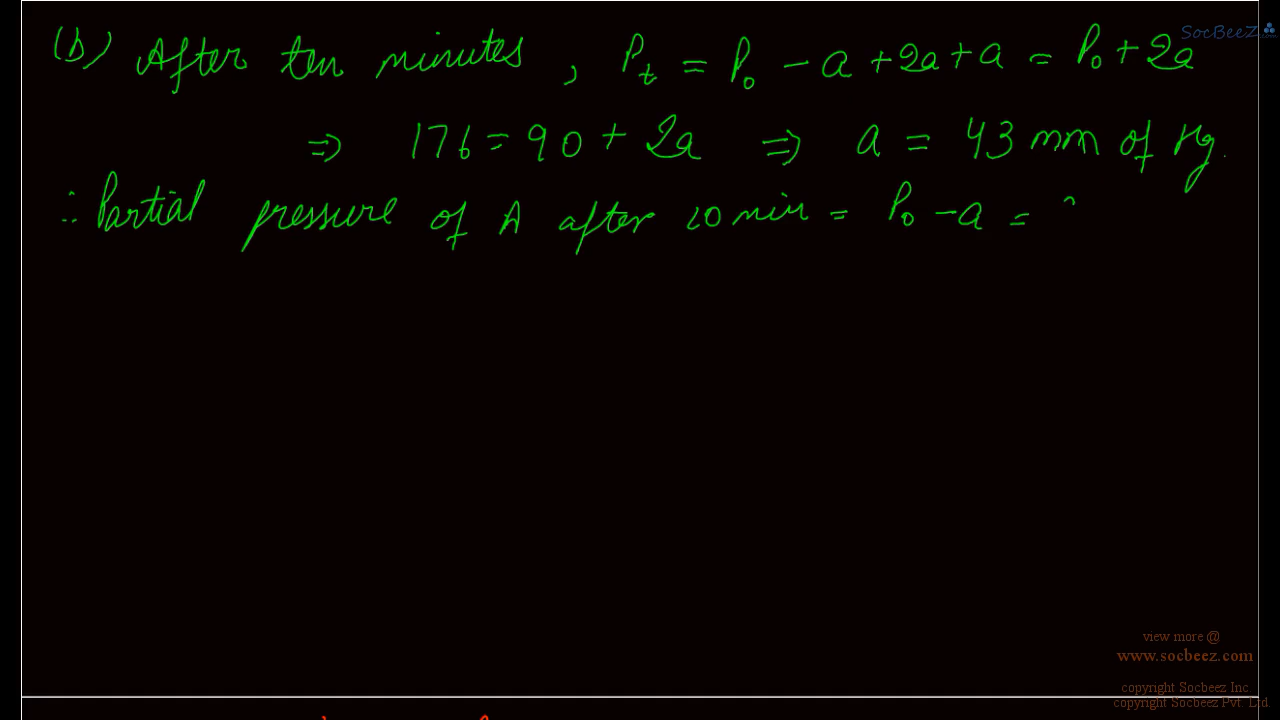 SocBeeZ.com
(b) After ten minutes, Pt = P₀ - a + 2a + a = P₀ + 2a
⇒ 176 = 90 + 2a ⇒ a = 43 mm of Hg.
∴ Partial pressure of A after 10 min = P₀ - a =
view more @
www.socbeez.com
copyright Socbeez Inc.
copyright Socbeez Pvt. Ltd.